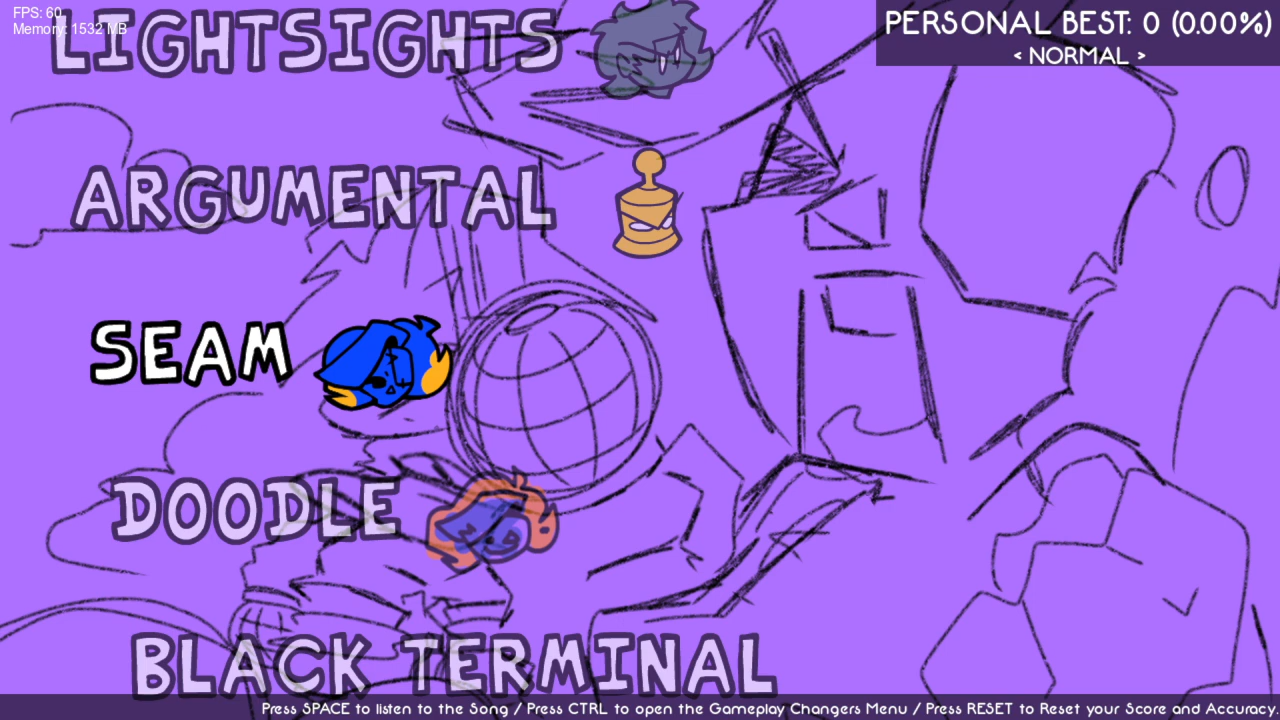 FPS: 60
Memory: 1532 MB
PERSONAL BEST: 0 (0.00%)
< NORMAL >
LIGHTSIGHTS
ARGUMENTAL
SEAM
DOODLE
BLACK TERMINAL
Press SPACE to listen to the Song / Press CTRL to open the Gameplay Changers Menu / Press RESET to Reset your Score and Accuracy.